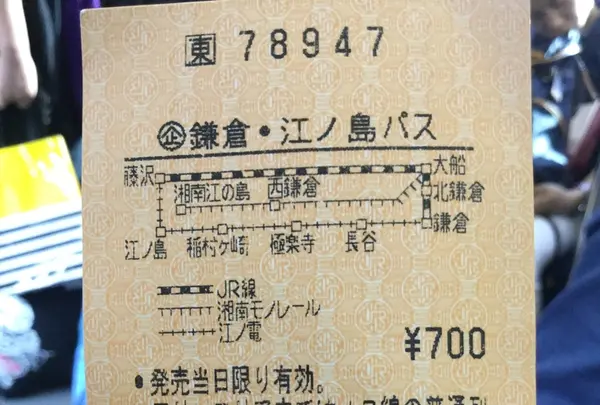 東 78947
企 鎌倉・江ノ島パス
藤沢 大船
湘南江の島 西鎌倉 北鎌倉
江ノ島 稲村ヶ崎 極楽寺 長谷 鎌倉
JR線
湘南モノレール
江ノ電
¥700
・発売当日限り有効。